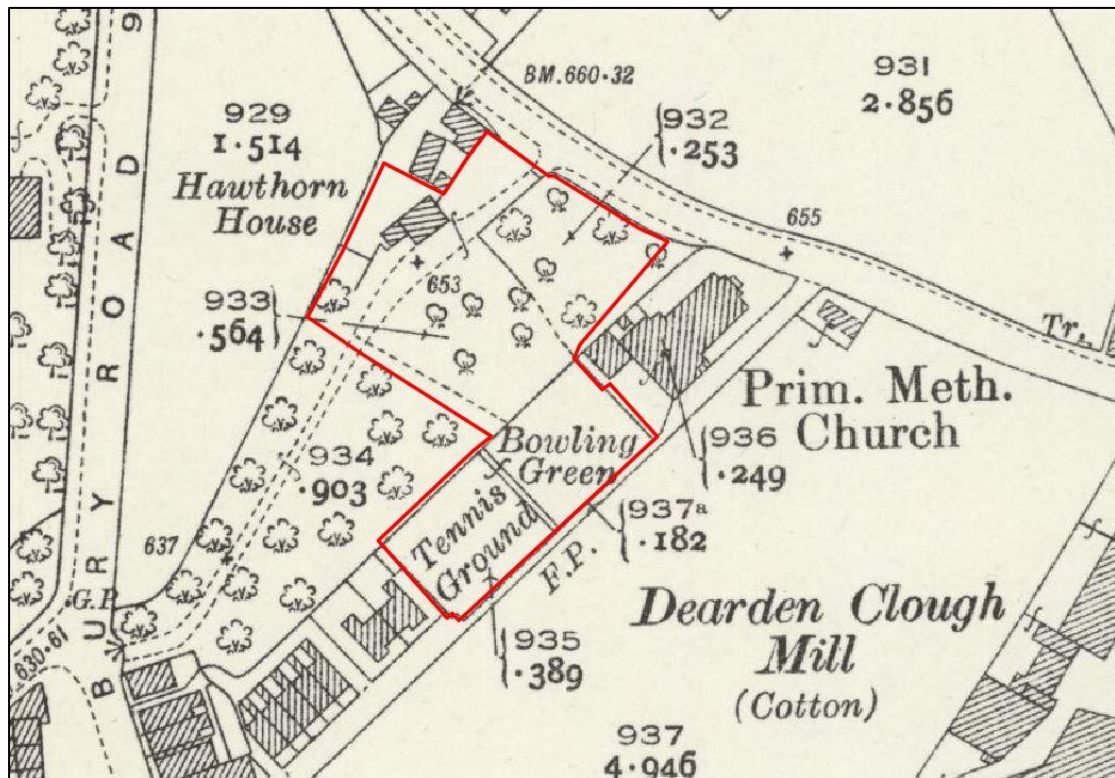 9
BM.660.32
931
2.856
929
1.514
Hawthorn
House
932
.253
655
BURY ROAD
653
933
.564
Tr.
Prim. Meth.
Church
936
.249
Bowling
Green
934
.903
937a
.182
Tennis
Ground
F.P.
637
G.P.
630.61
935
.389
Dearden Clough
Mill
(Cotton)
937
4.946